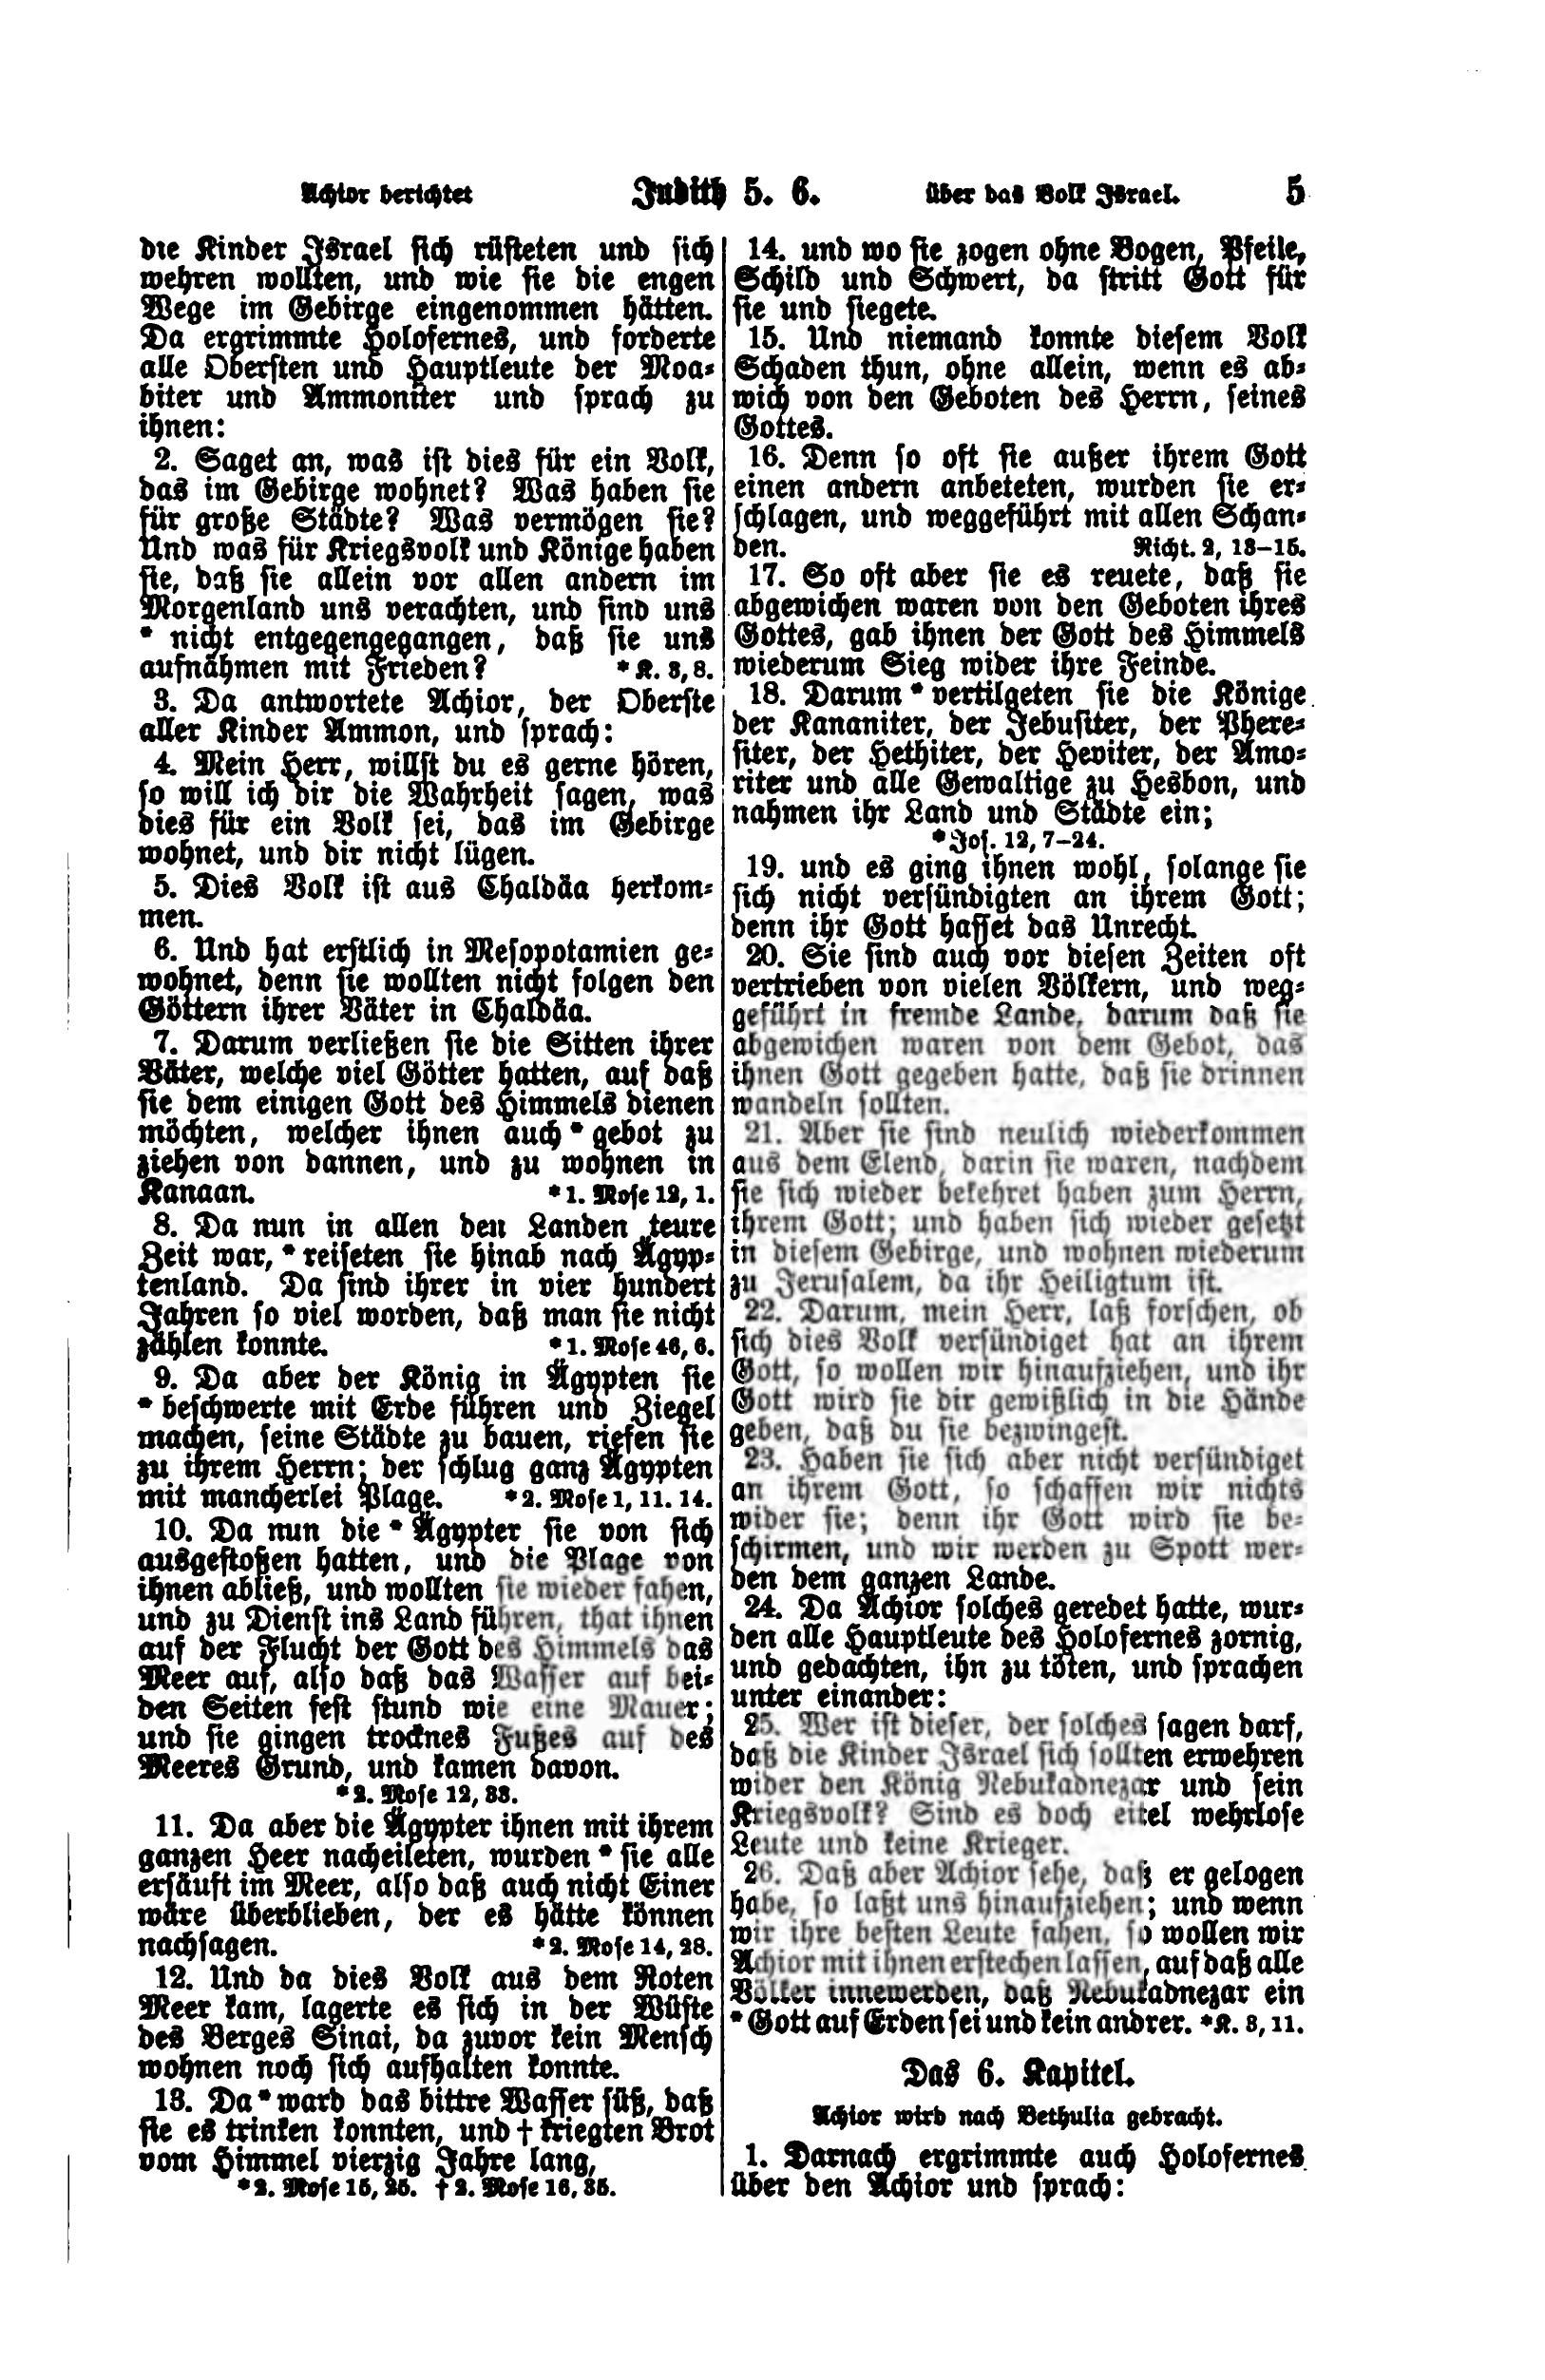 Achior berichtet Judith 5. 6. über das Volk Israel. 5
die Kinder Israel sich rüsteten und sich
wehren wollten, und wie sie die engen
Wege im Gebirge eingenommen hätten.
Da ergrimmte Holofernes, und forderte
alle Obersten und Hauptleute der Moa-
biter und Ammoniter und sprach zu
ihnen:
2. Saget an, was ist dies für ein Volk,
das im Gebirge wohnet? Was haben sie
für große Städte? Was vermögen sie?
Und was für Kriegsvolk und Könige haben
sie, daß sie allein vor allen andern im
Morgenland uns verachten, und sind uns
* nicht entgegengegangen, daß sie uns
aufnähmen mit Frieden? *K. 3, 8.
3. Da antwortete Achior, der Oberste
aller Kinder Ammon, und sprach:
4. Mein Herr, willst du es gerne hören,
so will ich dir die Wahrheit sagen, was
dies für ein Volk sei, das im Gebirge
wohnet, und dir nicht lügen.
5. Dies Volk ist aus Chaldäa herkom-
men.
6. Und hat erstlich in Mesopotamien ge-
wohnet, denn sie wollten nicht folgen den
Göttern ihrer Väter in Chaldäa.
7. Darum verließen sie die Sitten ihrer
Väter, welche viel Götter hatten, auf daß
sie dem einigen Gott des Himmels dienen
möchten, welcher ihnen auch * gebot zu
ziehen von dannen, und zu wohnen in
Kanaan. *1. Mose 12, 1.
8. Da nun in allen den Landen teure
Zeit war, * reiseten sie hinab nach Ägyp-
tenland. Da sind ihrer in vier hundert
Jahren so viel worden, daß man sie nicht
zählen konnte. *1. Mose 46, 6.
9. Da aber der König in Ägypten sie
* beschwerte mit Erde führen und Ziegel
machen, seine Städte zu bauen, riefen sie
zu ihrem Herrn; der schlug ganz Ägypten
mit mancherlei Plage. *2. Mose 1, 11. 14.
10. Da nun die * Ägypter sie von sich
ausgestoßen hatten, und die Plage von
ihnen abließ, und wollten sie wieder fahen,
und zu Dienst ins Land führen, that ihnen
auf der Flucht der Gott des Himmels das
Meer auf, also daß das Wasser auf bei-
den Seiten fest stund wie eine Mauer;
und sie gingen trocknes Fußes auf des
Meeres Grund, und kamen davon.
*2. Mose 12, 33.
11. Da aber die Ägypter ihnen mit ihrem
ganzen Heer nacheileten, wurden * sie alle
ersäuft im Meer, also daß auch nicht Einer
wäre überblieben, der es hätte können
nachsagen. *2. Mose 14, 28.
12. Und da dies Volk aus dem Roten
Meer kam, lagerte es sich in der Wüste
des Berges Sinai, da zuvor kein Mensch
wohnen noch sich aufhalten konnte.
13. Da * ward das bittre Wasser süß, daß
sie es trinken konnten, und † kriegten Brot
vom Himmel vierzig Jahre lang,
*2. Mose 15, 25. †2. Mose 16, 35.
14. und wo sie zogen ohne Bogen, Pfeile,
Schild und Schwert, da stritt Gott für
sie und siegete.
15. Und niemand konnte diesem Volk
Schaden thun, ohne allein, wenn es ab-
wich von den Geboten des Herrn, seines
Gottes.
16. Denn so oft sie außer ihrem Gott
einen andern anbeteten, wurden sie er-
schlagen, und weggeführt mit allen Schan-
den. Richt. 2, 13–15.
17. So oft aber sie es reuete, daß sie
abgewichen waren von den Geboten ihres
Gottes, gab ihnen der Gott des Himmels
wiederum Sieg wider ihre Feinde.
18. Darum * vertilgeten sie die Könige
der Kananiter, der Jebusiter, der Phere-
siter, der Hethiter, der Heviter, der Amo-
riter und alle Gewaltige zu Hesbon, und
nahmen ihr Land und Städte ein;
*Jos. 12, 7–24.
19. und es ging ihnen wohl, solange sie
sich nicht versündigten an ihrem Gott;
denn ihr Gott hasset das Unrecht.
20. Sie sind auch vor diesen Zeiten oft
vertrieben von vielen Völkern, und weg-
geführt in fremde Lande, darum daß sie
abgewichen waren von dem Gebot, das
ihnen Gott gegeben hatte, daß sie drinnen
wandeln sollten.
21. Aber sie sind neulich wiederkommen
aus dem Elend, darin sie waren, nachdem
sie sich wieder bekehret haben zum Herrn,
ihrem Gott; und haben sich wieder gesetzt
in diesem Gebirge, und wohnen wiederum
zu Jerusalem, da ihr Heiligtum ist.
22. Darum, mein Herr, laß forschen, ob
sich dies Volk versündiget hat an ihrem
Gott, so wollen wir hinaufziehen, und ihr
Gott wird sie dir gewißlich in die Hände
geben, daß du sie bezwingest.
23. Haben sie sich aber nicht versündiget
an ihrem Gott, so schaffen wir nichts
wider sie; denn ihr Gott wird sie be-
schirmen, und wir werden zu Spott wer-
den dem ganzen Lande.
24. Da Achior solches geredet hatte, wur-
den alle Hauptleute des Holofernes zornig,
und gedachten, ihn zu töten, und sprachen
unter einander:
25. Wer ist dieser, der solches sagen darf,
daß die Kinder Israel sich sollten erwehren
wider den König Nebukadnezar und sein
Kriegsvolk? Sind es doch eitel wehrlose
Leute und keine Krieger.
26. Daß aber Achior sehe, daß er gelogen
habe, so laßt uns hinaufziehen; und wenn
wir ihre besten Leute fahen, so wollen wir
Achior mit ihnen erstechen lassen, auf daß alle
Völker innewerden, daß Nebukadnezar ein
* Gott auf Erden sei und kein andrer. *K. 3, 11.
Das 6. Kapitel.
Achior wird nach Bethulia gebracht.
1. Darnach ergrimmte auch Holofernes
über den Achior und sprach: